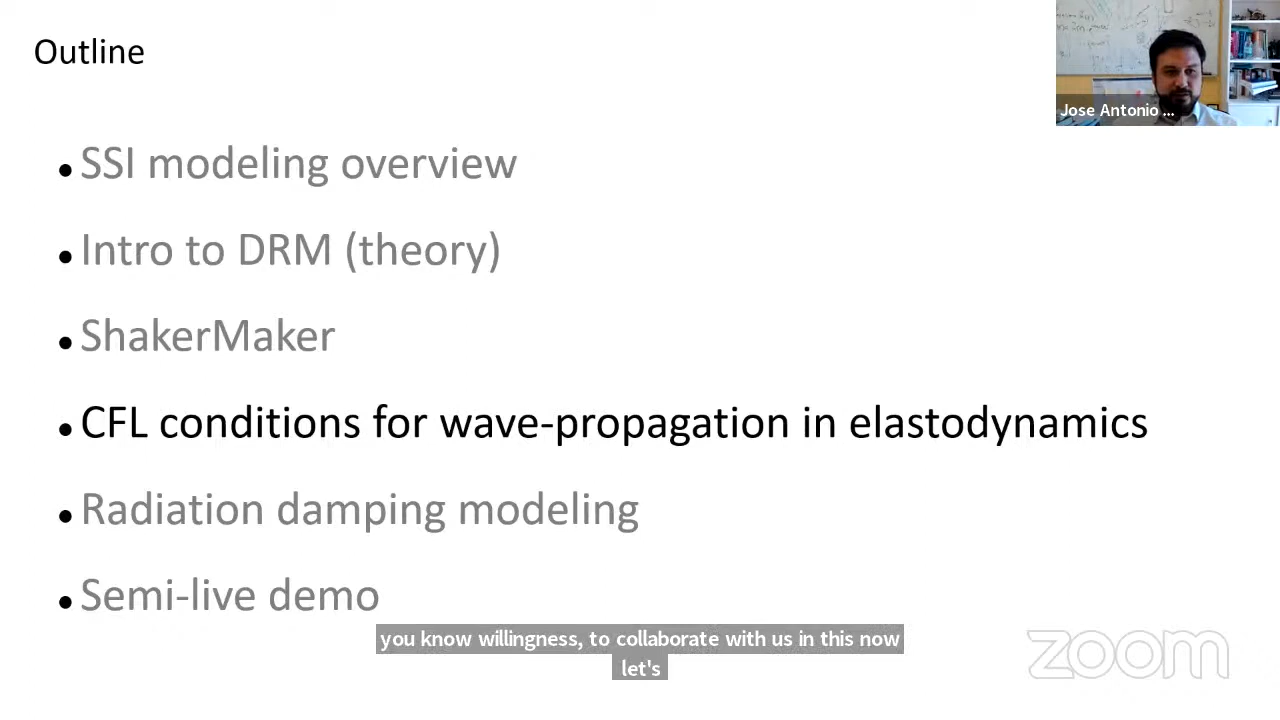 Outline
Jose Antonio ...
SSI modeling overview
Intro to DRM (theory)
ShakerMaker
CFL conditions for wave-propagation in elastodynamics
Radiation damping modeling
Semi-live demo
you know willingness, to collaborate with us in this now
let's
zoom